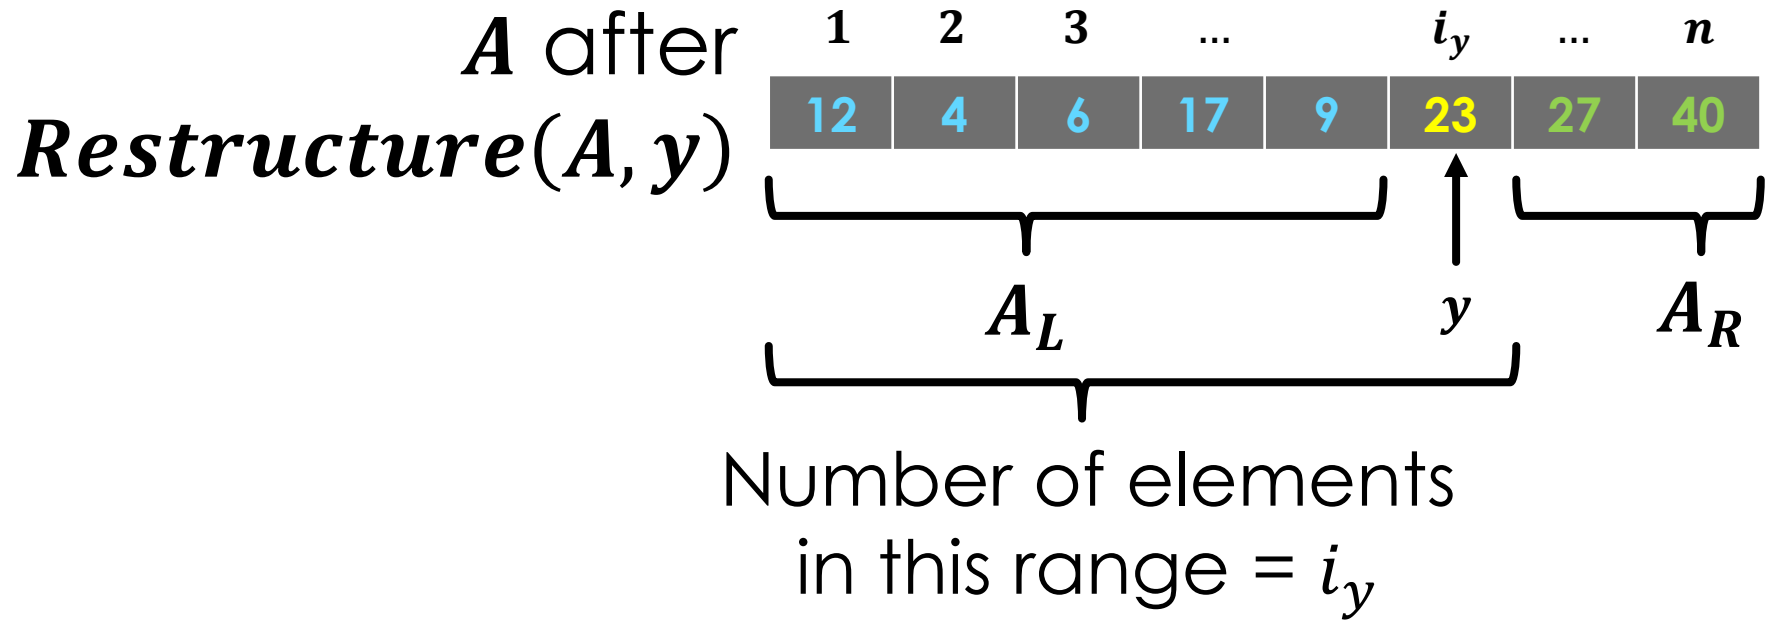 A after
Restructure(A, y)
1 2 3 ... i_y ... n
12 4 6 17 9 23 27 40
A_L y A_R
Number of elements
in this range = i_y